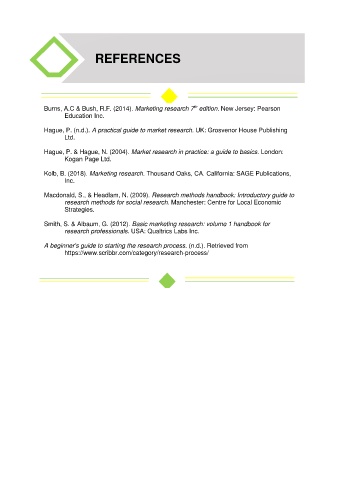 REFERENCES
Burns, A.C & Bush, R.F. (2014). Marketing research 7th edition. New Jersey: Pearson
Education Inc.
Hague, P. (n.d.). A practical guide to market research. UK: Grosvenor House Publishing
Ltd.
Hague, P. & Hague, N. (2004). Market research in practice: a guide to basics. London:
Kogan Page Ltd.
Kolb, B. (2018). Marketing research. Thousand Oaks, CA. California: SAGE Publications,
Inc.
Macdonald, S., & Headlam, N. (2009). Research methods handbook: Introductory guide to
research methods for social research. Manchester: Centre for Local Economic
Strategies.
Smith, S. & Albaum, G. (2012). Basic marketing research: volume 1 handbook for
research professionals. USA: Qualtrics Labs Inc.
A beginner's guide to starting the research process. (n.d.). Retrieved from
https://www.scribbr.com/category/research-process/